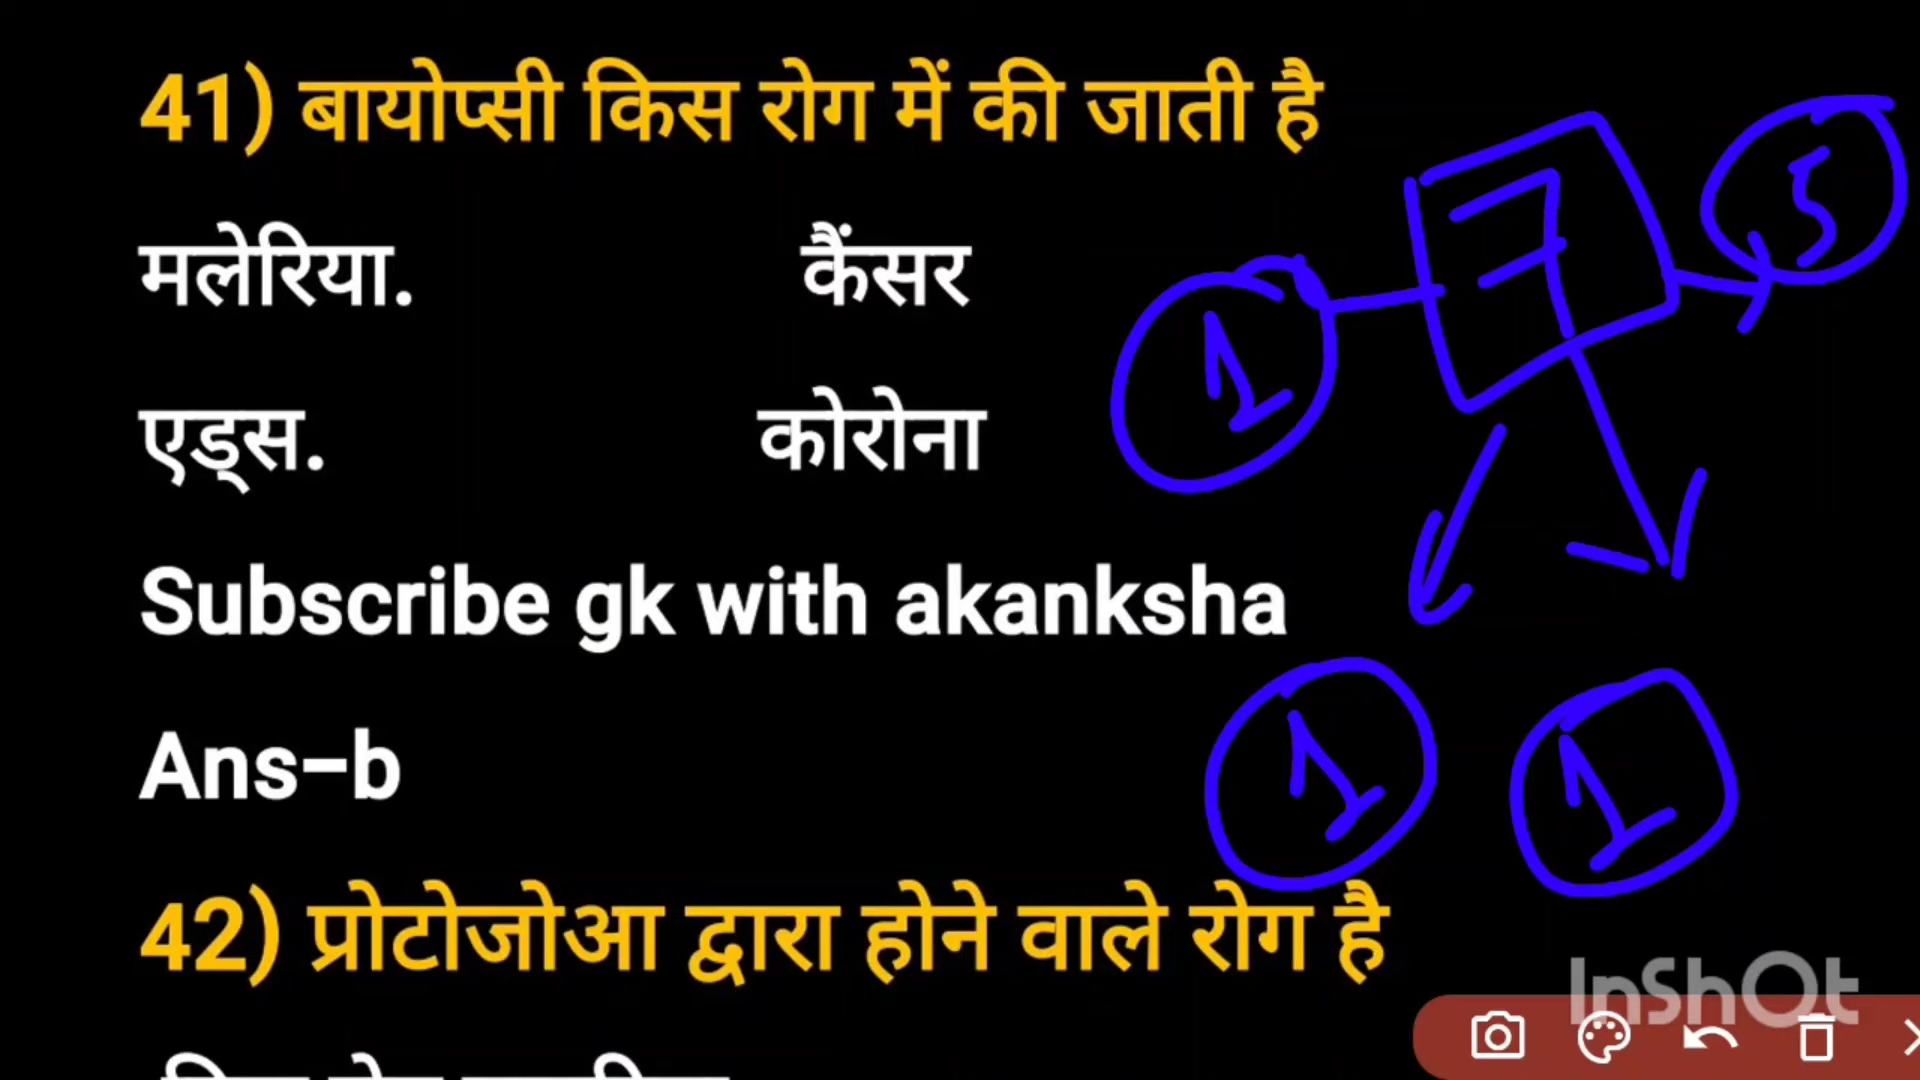 41) बायोप्सी किस रोग में की जाती है
मलेरिया. कैंसर
एड्स. कोरोना
Subscribe gk with akanksha
Ans–b
42) प्रोटोजोआ द्वारा होने वाले रोग है
7
5
1
1
1
InShOt